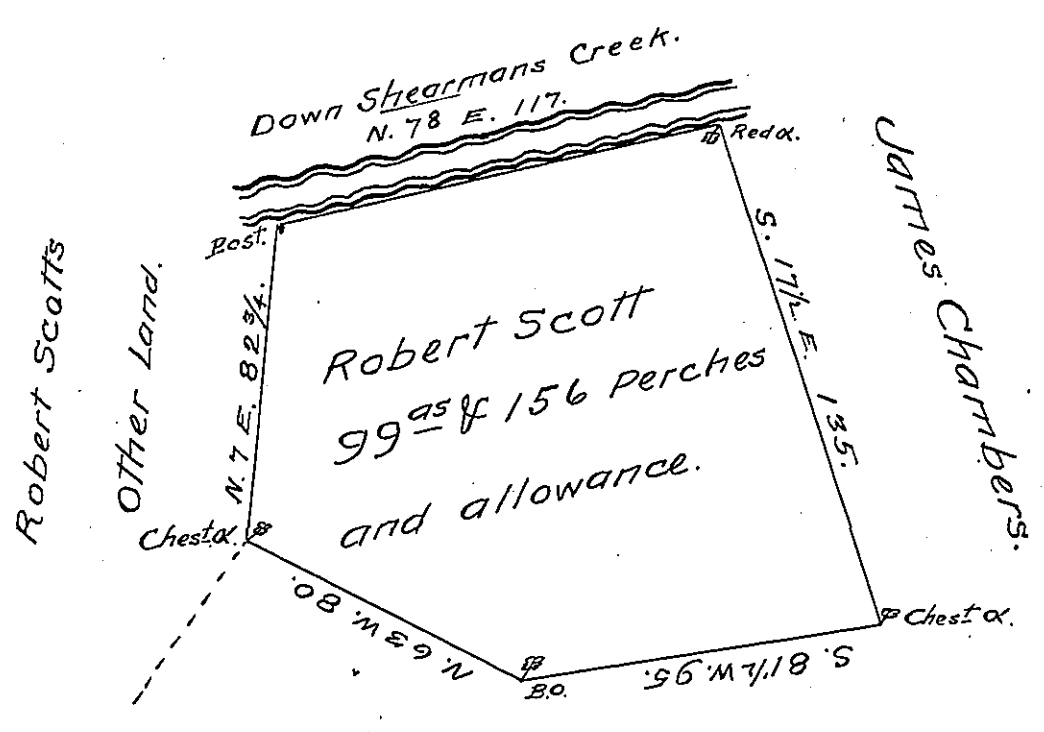 Down Shearmans Creek.
N. 78 E. 117.
Red α.
Post.
S. 17½ E. 135.
James Chambers.
Robert Scotts
Other Land.
N. 7 E. 82¾.
Robert Scott
99as & 156 Perches
and allowance.
Chest α.
N. 63 W. 80.
B.O.
S. 81½ W. 95.
Chest α.